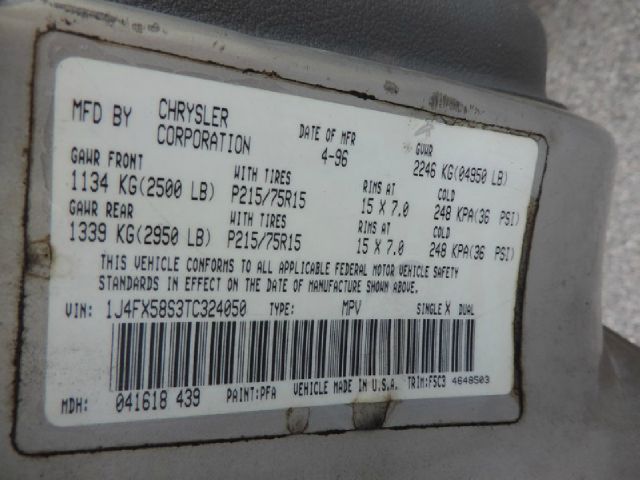 MFD BY CHRYSLER CORPORATION DATE OF MFR 4-96 GVWR 2246 KG(04950 LB)
GAWR FRONT WITH TIRES RIMS AT COLD
1134 KG(2500 LB) P215/75R15 15 X 7.0 248 KPA(36 PSI)
GAWR REAR WITH TIRES RIMS AT COLD
1339 KG(2950 LB) P215/75R15 15 X 7.0 248 KPA(36 PSI)
THIS VEHICLE CONFORMS TO ALL APPLICABLE FEDERAL MOTOR VEHICLE SAFETY
STANDARDS IN EFFECT ON THE DATE OF MANUFACTURE SHOWN ABOVE.
VIN: 1J4FX58S3TC324050 TYPE: MPV SINGLE X DUAL
MDH: 041618 439 PAINT:PFA VEHICLE MADE IN U.S.A. TRIM:F5C3 4648503